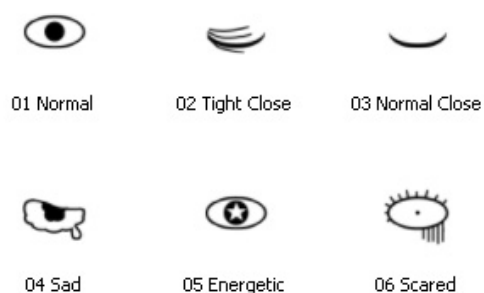 01 Normal
02 Tight Close
03 Normal Close
04 Sad
05 Energetic
06 Scared